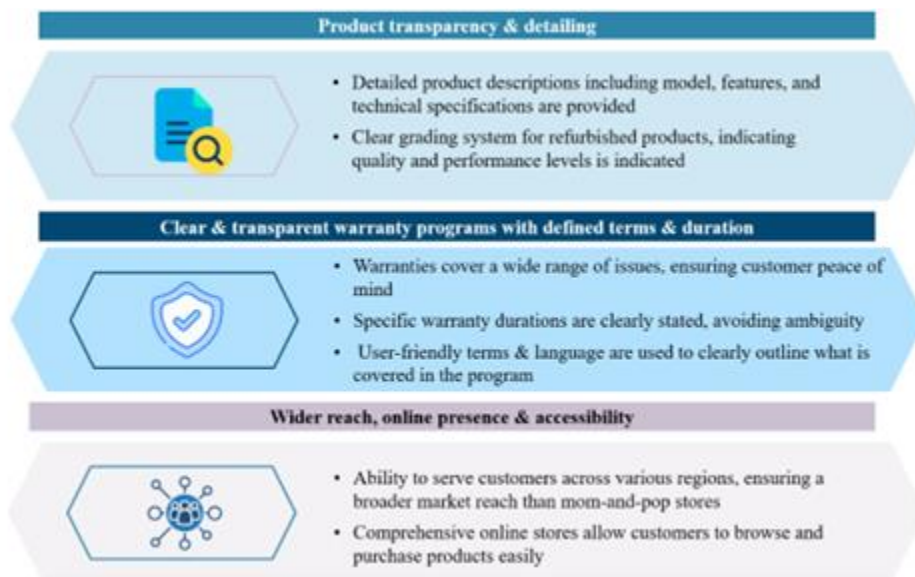 Product transparency & detailing
• Detailed product descriptions including model, features, and
technical specifications are provided
• Clear grading system for refurbished products, indicating
quality and performance levels is indicated
Clear & transparent warranty programs with defined terms & duration
• Warranties cover a wide range of issues, ensuring customer peace of
mind
• Specific warranty durations are clearly stated, avoiding ambiguity
• User-friendly terms & language are used to clearly outline what is
covered in the program
Wider reach, online presence & accessibility
• Ability to serve customers across various regions, ensuring a
broader market reach than mom-and-pop stores
• Comprehensive online stores allow customers to browse and
purchase products easily